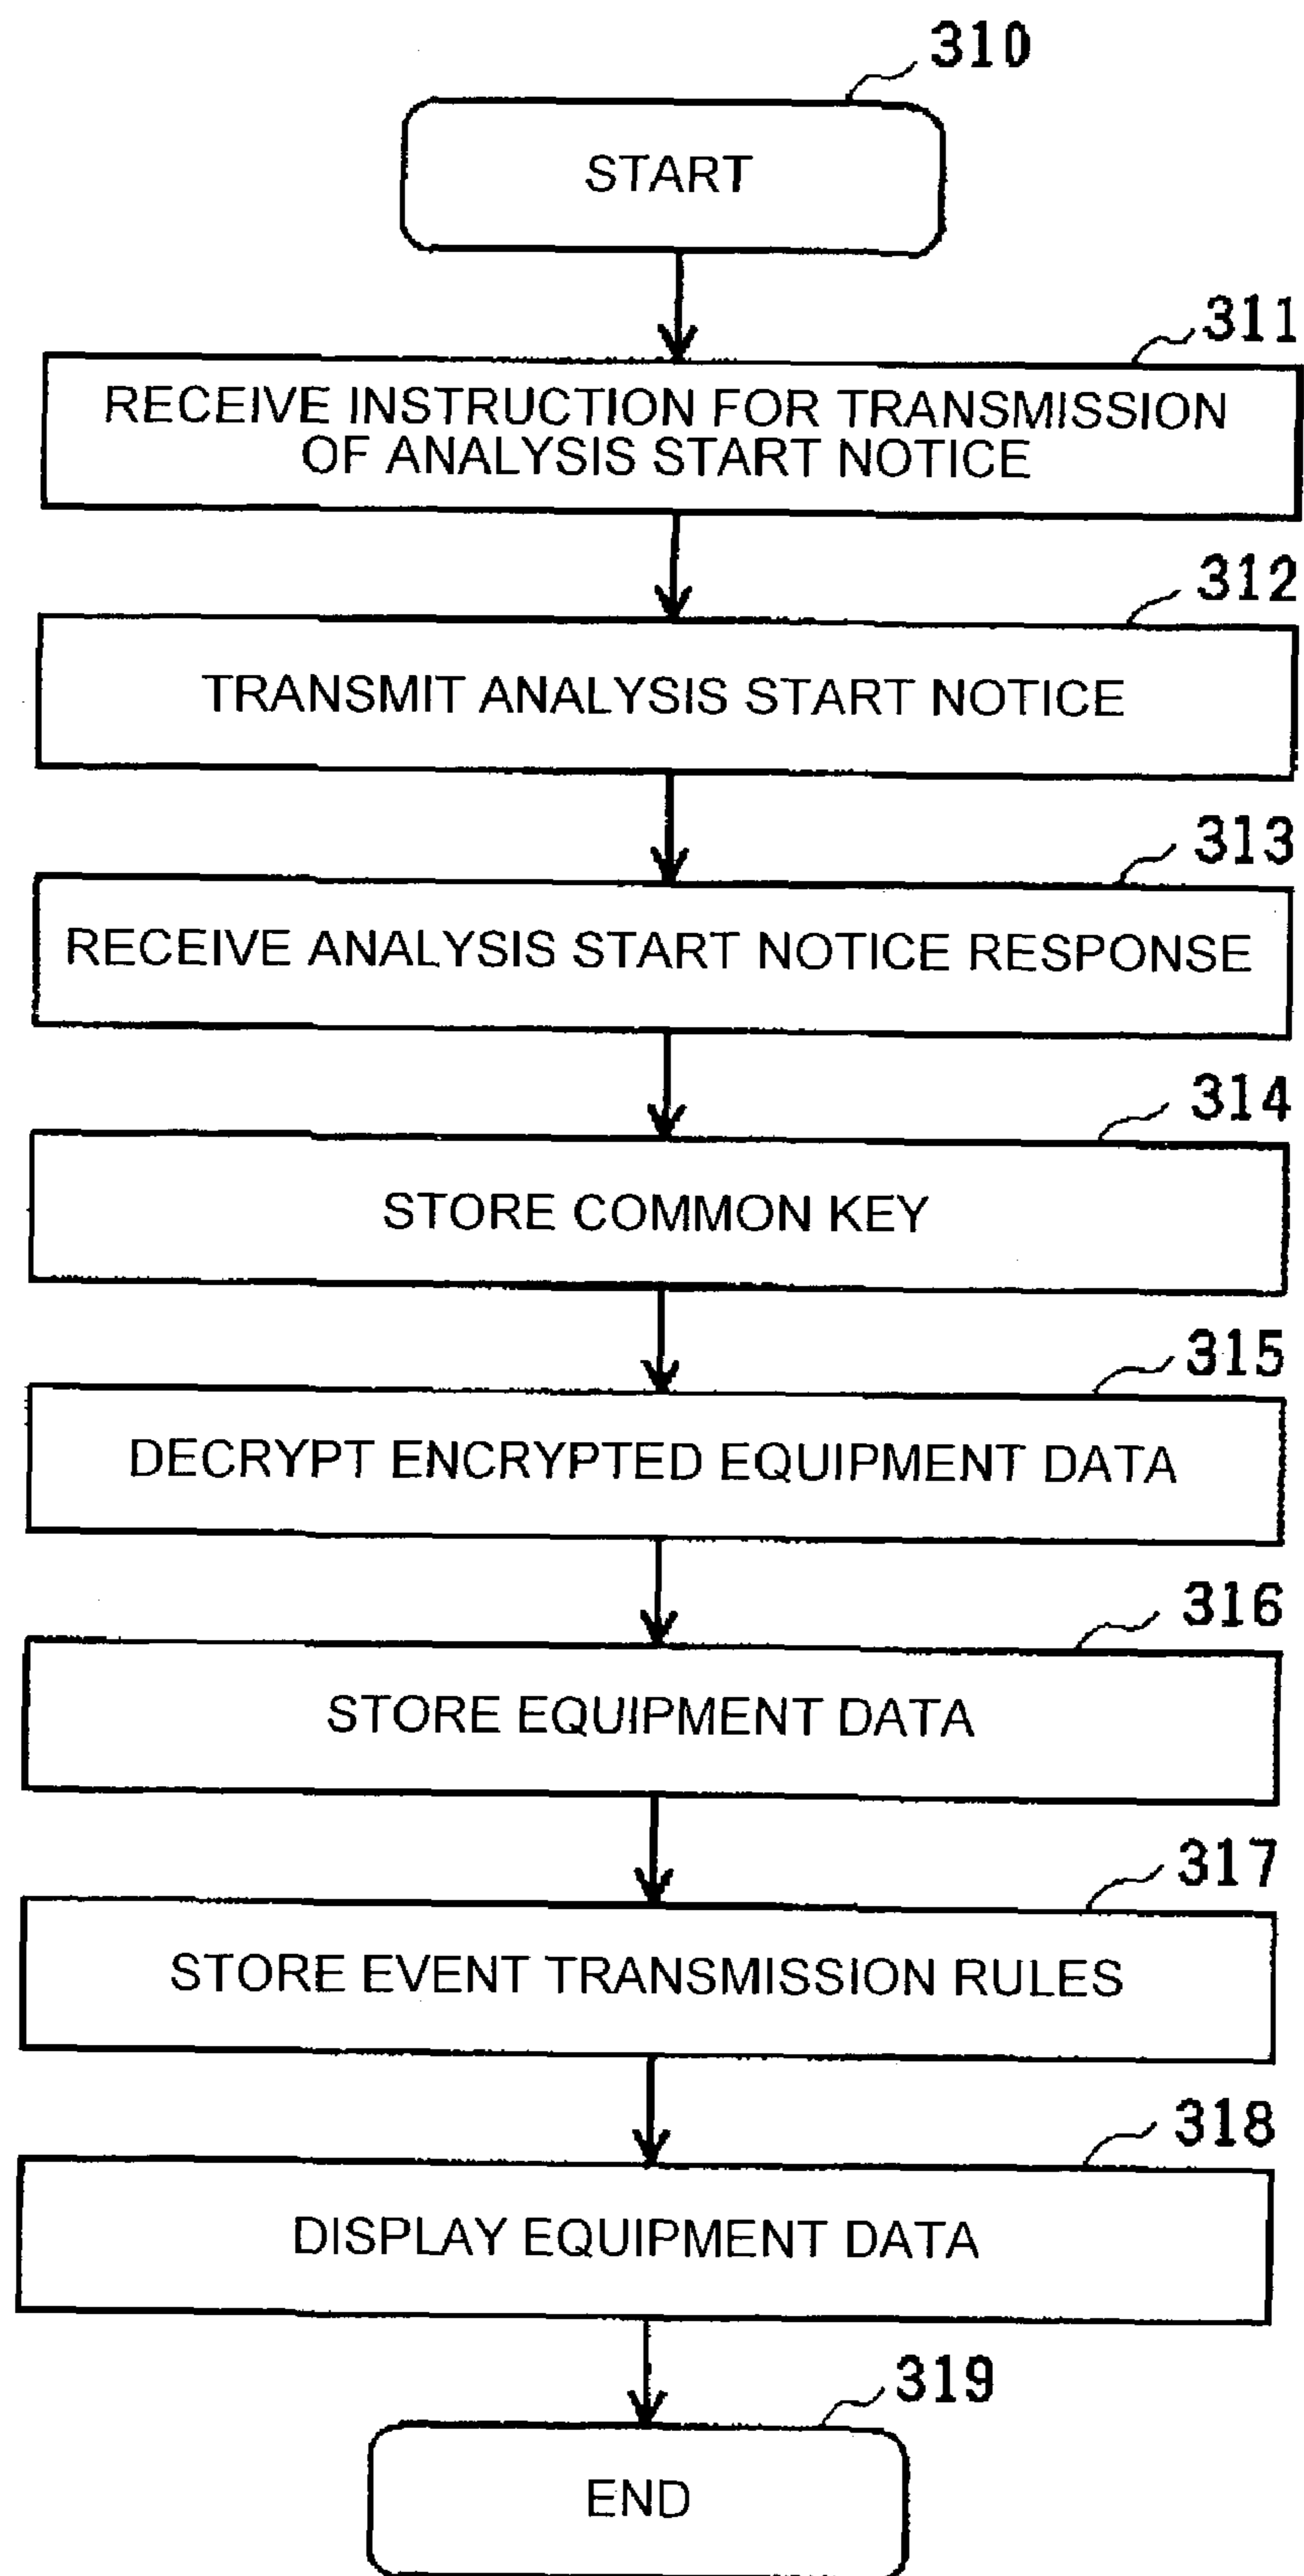 310
START
311
RECEIVE INSTRUCTION FOR TRANSMISSION
OF ANALYSIS START NOTICE
312
TRANSMIT ANALYSIS START NOTICE
313
RECEIVE ANALYSIS START NOTICE RESPONSE
314
STORE COMMON KEY
315
DECRYPT ENCRYPTED EQUIPMENT DATA
316
STORE EQUIPMENT DATA
317
STORE EVENT TRANSMISSION RULES
318
DISPLAY EQUIPMENT DATA
319
END